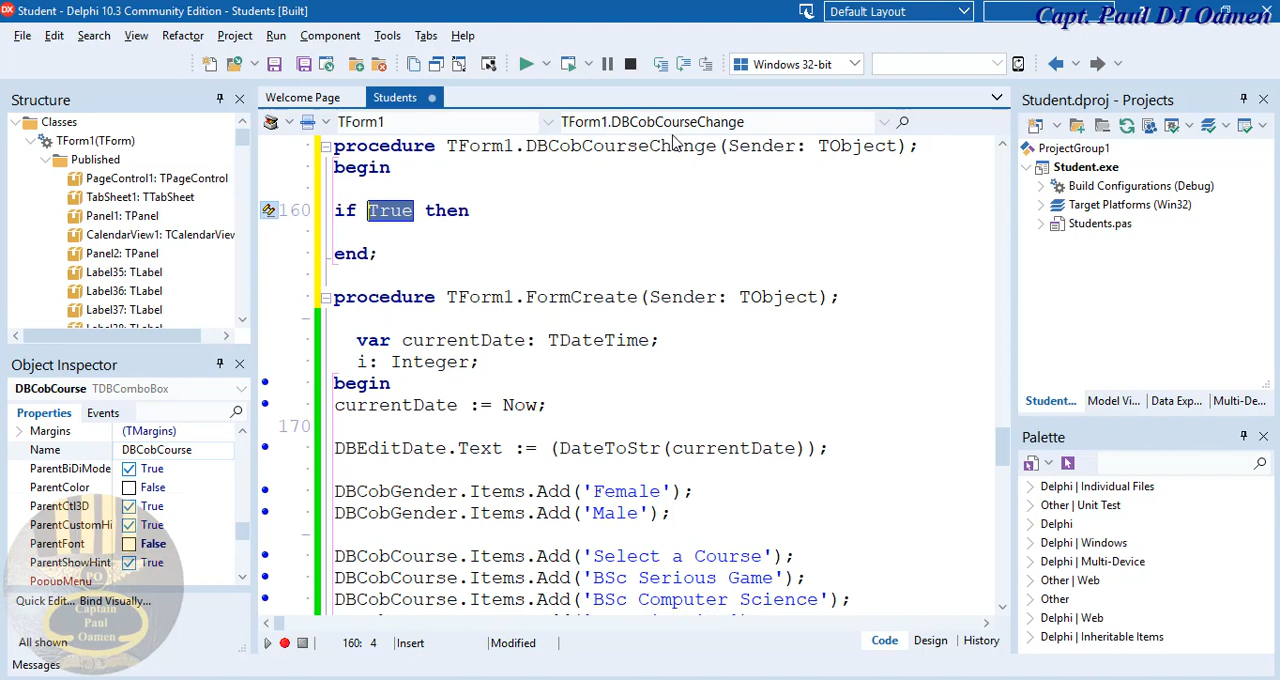 Student - Delphi 10.3 Community Edition - Students [Built]
Default Layout
Capt. Paul DJ Oamen
File Edit Search View Refactor Project Run Component Tools Tabs Help
Windows 32-bit
Structure
Classes
TForm1(TForm)
Published
PageControl1: TPageControl
TabSheet1: TTabSheet
Panel1: TPanel
CalendarView1: TCalendarView
Panel2: TPanel
Label35: TLabel
Label36: TLabel
Label37: TLabel
Label38: TLabel
Object Inspector
DBCobCourse TDBComboBox
Properties Events
Margins (TMargins)
Name DBCobCourse
ParentBiDiMode True
ParentColor False
ParentCtl3D True
ParentCustomHi True
ParentFont False
ParentShowHint True
PopupMenu
Quick Edit... Bind Visually...
All shown
Messages
PO
Captain
Paul
Oamen
Welcome Page Students
TForm1 TForm1.DBCobCourseChange
procedure TForm1.DBCobCourseChange(Sender: TObject);
begin
160 if True then
end;
procedure TForm1.FormCreate(Sender: TObject);
var currentDate: TDateTime;
i: Integer;
begin
currentDate := Now;
170
DBEditDate.Text := (DateToStr(currentDate));
DBCobGender.Items.Add('Female');
DBCobGender.Items.Add('Male');
DBCobCourse.Items.Add('Select a Course');
DBCobCourse.Items.Add('BSc Serious Game');
DBCobCourse.Items.Add('BSc Computer Science');
160: 4 Insert Modified Code Design History
Student.dproj - Projects
ProjectGroup1
Student.exe
Build Configurations (Debug)
Target Platforms (Win32)
Students.pas
Student... Model Vi... Data Exp... Multi-De...
Palette
Delphi | Individual Files
Other | Unit Test
Delphi
Delphi | Windows
Delphi | Multi-Device
Other | Web
Other
Delphi | Web
Delphi | Inheritable Items